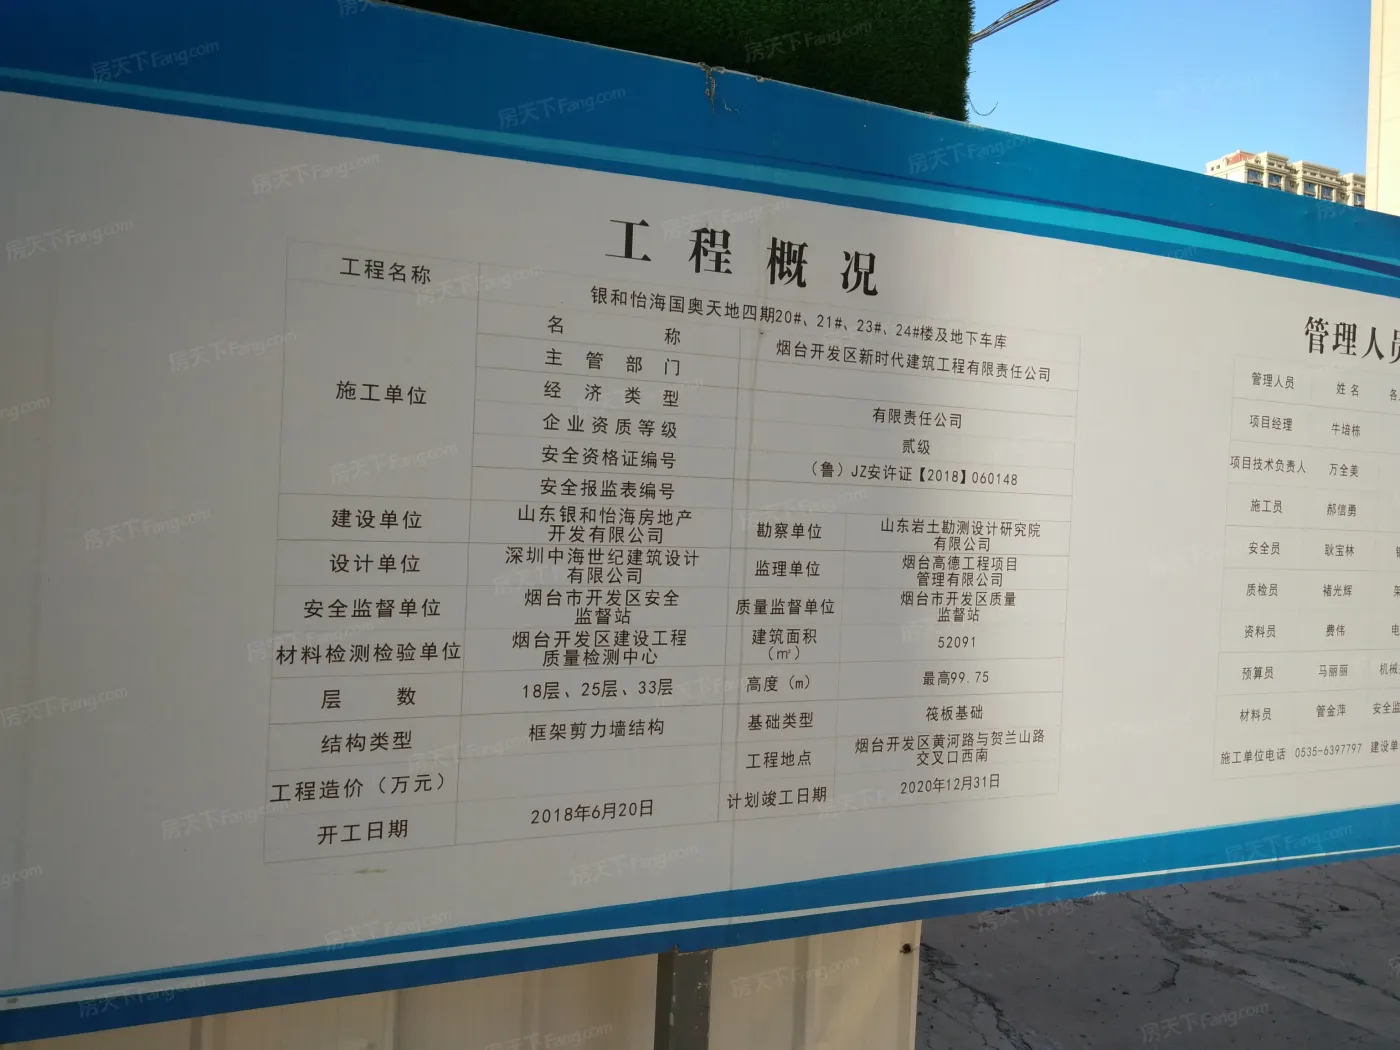 工程概况
工程名称
银和怡海国奥天地四期20#、21#、23#、24#楼及地下车库
施工单位
名称
烟台开发区新时代建筑工程有限责任公司
主管部门
经济类型
有限责任公司
企业资质等级
贰级
安全资格证编号
（鲁）JZ安许证【2018】060148
安全报监表编号
建设单位
山东银和怡海房地产
开发有限公司
勘察单位
山东岩土勘测设计研究院
有限公司
设计单位
深圳中海世纪建筑设计
有限公司
监理单位
烟台高德工程项目
管理有限公司
安全监督单位
烟台市开发区安全
监督站
质量监督单位
烟台市开发区质量
监督站
材料检测检验单位
烟台开发区建设工程
质量检测中心
建筑面积
（㎡）
52091
层数
18层、25层、33层
高度（m）
最高99.75
结构类型
框架剪力墙结构
基础类型
筏板基础
工程造价（万元）
工程地点
烟台开发区黄河路与贺兰山路
交叉口西南
开工日期
2018年6月20日
计划竣工日期
2020年12月31日
管理人员
管理人员 姓名
项目经理 牛培栋
项目技术负责人 万全美
施工员 郝信勇
安全员 耿宝林
质检员 褚光辉
资料员 费伟
预算员 马丽丽 机械
材料员 管金萍 安全监
施工单位电话 0535-6397797 建设单
房天下Fang.com